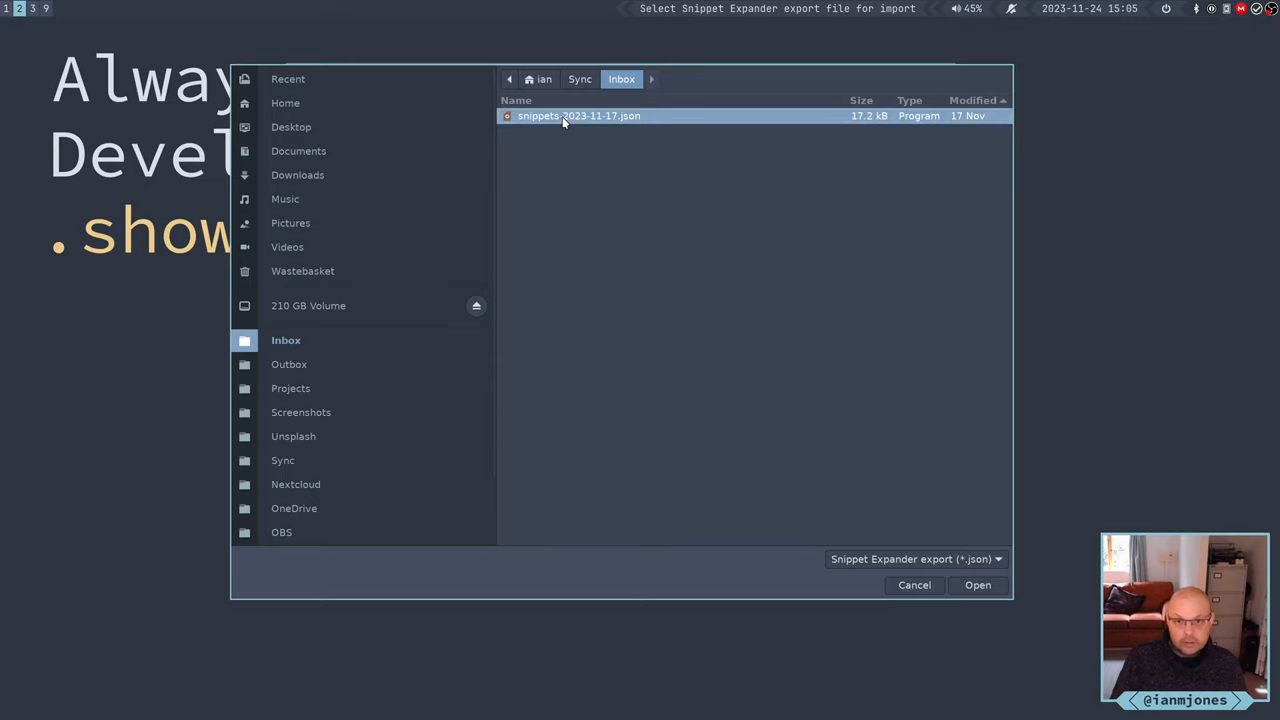 1 2 3 9
Select Snippet Expander export file for import
45%
2023-11-24 15:05
Alway
Devel
.show
Recent
Home
Desktop
Documents
Downloads
Music
Pictures
Videos
Wastebasket
210 GB Volume
Inbox
Outbox
Projects
Screenshots
Unsplash
Sync
Nextcloud
OneDrive
OBS
ian Sync Inbox
Name Size Type Modified
snippets-2023-11-17.json 17.2 kB Program 17 Nov
Snippet Expander export (*.json)
Cancel Open
@ianmjones